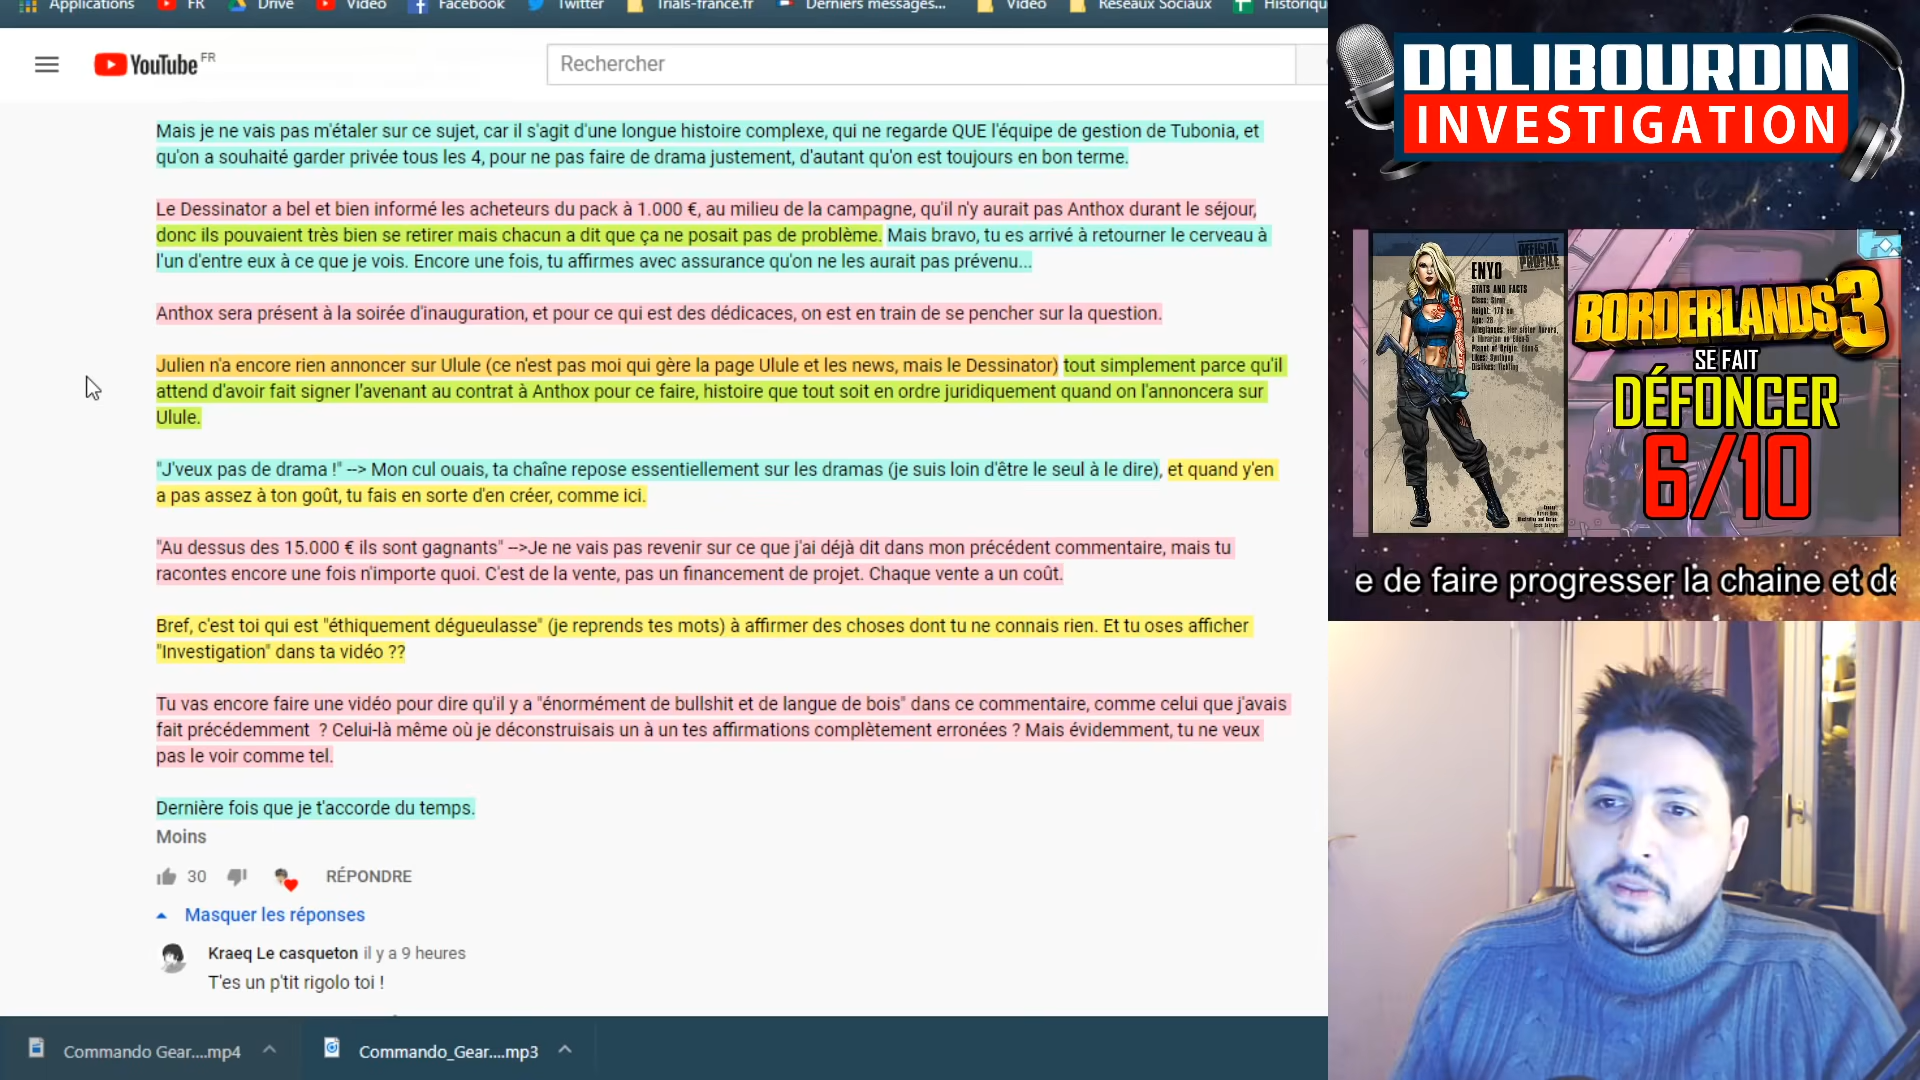 Applications FR Drive Video Facebook Twitter Trials-france.fr Derniers messages... Vidéo Réseaux Sociaux Historiqu
YouTube FR
Rechercher
Mais je ne vais pas m'étaler sur ce sujet, car il s'agit d'une longue histoire complexe, qui ne regarde QUE l'équipe de gestion de Tubonia, et
qu'on a souhaité garder privée tous les 4, pour ne pas faire de drama justement, d'autant qu'on est toujours en bon terme.
Le Dessinator a bel et bien informé les acheteurs du pack à 1.000 €, au milieu de la campagne, qu'il n'y aurait pas Anthox durant le séjour,
donc ils pouvaient très bien se retirer mais chacun a dit que ça ne posait pas de problème. Mais bravo, tu es arrivé à retourner le cerveau à
l'un d'entre eux à ce que je vois. Encore une fois, tu affirmes avec assurance qu'on ne les aurait pas prévenu...
Anthox sera présent à la soirée d'inauguration, et pour ce qui est des dédicaces, on est en train de se pencher sur la question.
Julien n'a encore rien annoncer sur Ulule (ce n'est pas moi qui gère la page Ulule et les news, mais le Dessinator) tout simplement parce qu'il
attend d'avoir fait signer l'avenant au contrat à Anthox pour ce faire, histoire que tout soit en ordre juridiquement quand on l'annoncera sur
Ulule.
"J'veux pas de drama !" --> Mon cul ouais, ta chaîne repose essentiellement sur les dramas (je suis loin d'être le seul à le dire), et quand y'en
a pas assez à ton goût, tu fais en sorte d'en créer, comme ici.
"Au dessus des 15.000 € ils sont gagnants" -->Je ne vais pas revenir sur ce que j'ai déjà dit dans mon précédent commentaire, mais tu
racontes encore une fois n'importe quoi. C'est de la vente, pas un financement de projet. Chaque vente a un coût.
Bref, c'est toi qui est "éthiquement dégueulasse" (je reprends tes mots) à affirmer des choses dont tu ne connais rien. Et tu oses afficher
"Investigation" dans ta vidéo ??
Tu vas encore faire une vidéo pour dire qu'il y a "énormément de bullshit et de langue de bois" dans ce commentaire, comme celui que j'avais
fait précédemment ? Celui-là même où je déconstruisais un à un tes affirmations complètement erronées ? Mais évidemment, tu ne veux
pas le voir comme tel.
Dernière fois que je t'accorde du temps.
Moins
30 RÉPONDRE
Masquer les réponses
Kraeq Le casqueton il y a 9 heures
T'es un p'tit rigolo toi !
Commando Gear....mp4 Commando_Gear....mp3
DALIBOURDIN
INVESTIGATION
OFFICIAL
PROFILE
ENYO
STATS AND FACTS
Class: Siren
BORDERLANDS 3
SE FAIT
DÉFONCER
6/10
e de faire progresser la chaine et de